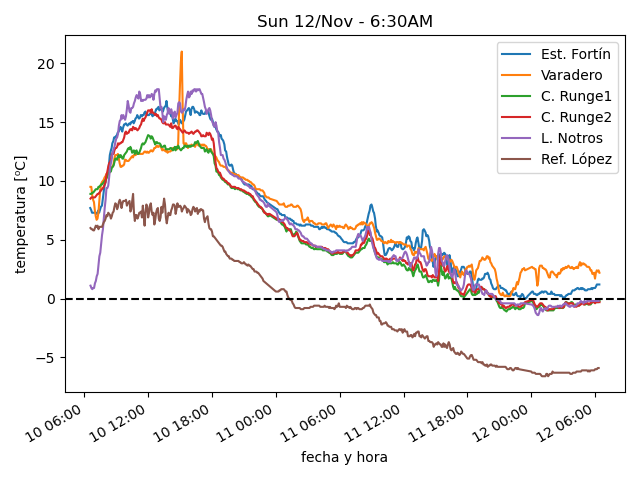 Sun 12/Nov - 6:30AM
temperatura [ºC]
20
15
10
5
0
−5
Est. Fortín
Varadero
C. Runge1
C. Runge2
L. Notros
Ref. López
10 06:00
10 12:00
10 18:00
11 00:00
11 06:00
11 12:00
11 18:00
12 00:00
12 06:00
fecha y hora